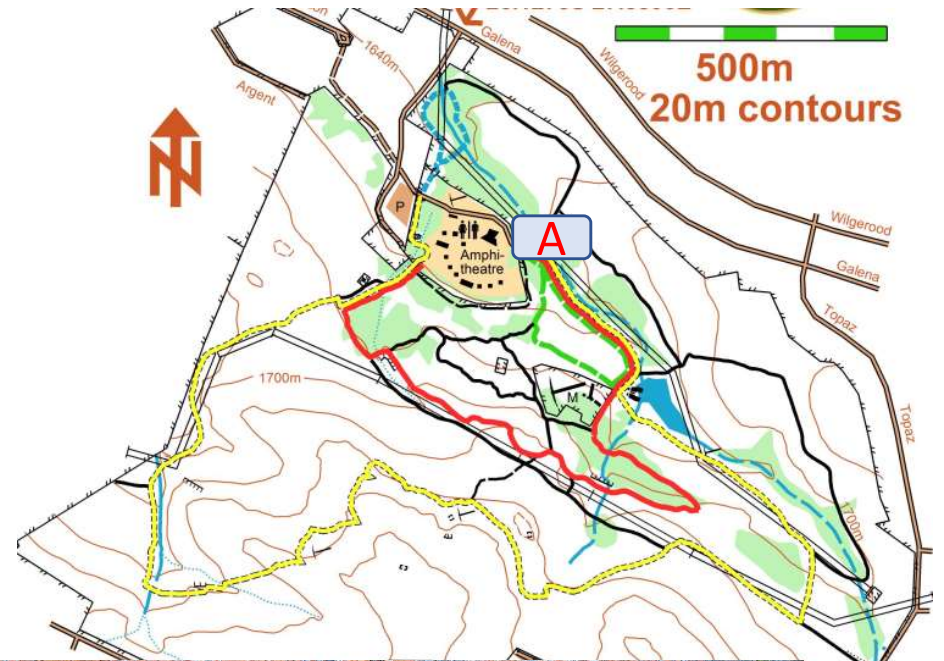 Galena
Wilgerood
1640m
Argent
500m
20m contours
N
P
A
Amphi-
theatre
Wilgerood
Galena
Topaz
1700m
M
Topaz
1700m